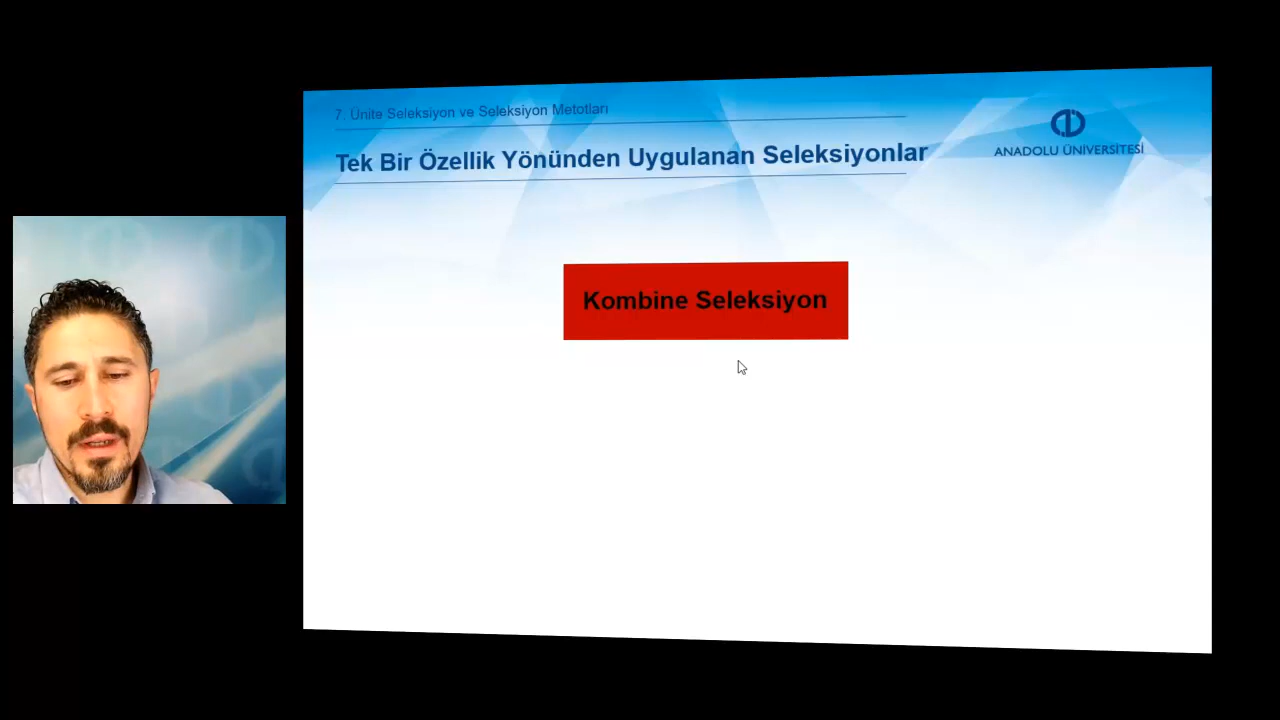 7. Ünite Seleksiyon ve Seleksiyon Metotları
Tek Bir Özellik Yönünden Uygulanan Seleksiyonlar
ANADOLU ÜNİVERSİTESİ
Kombine Seleksiyon